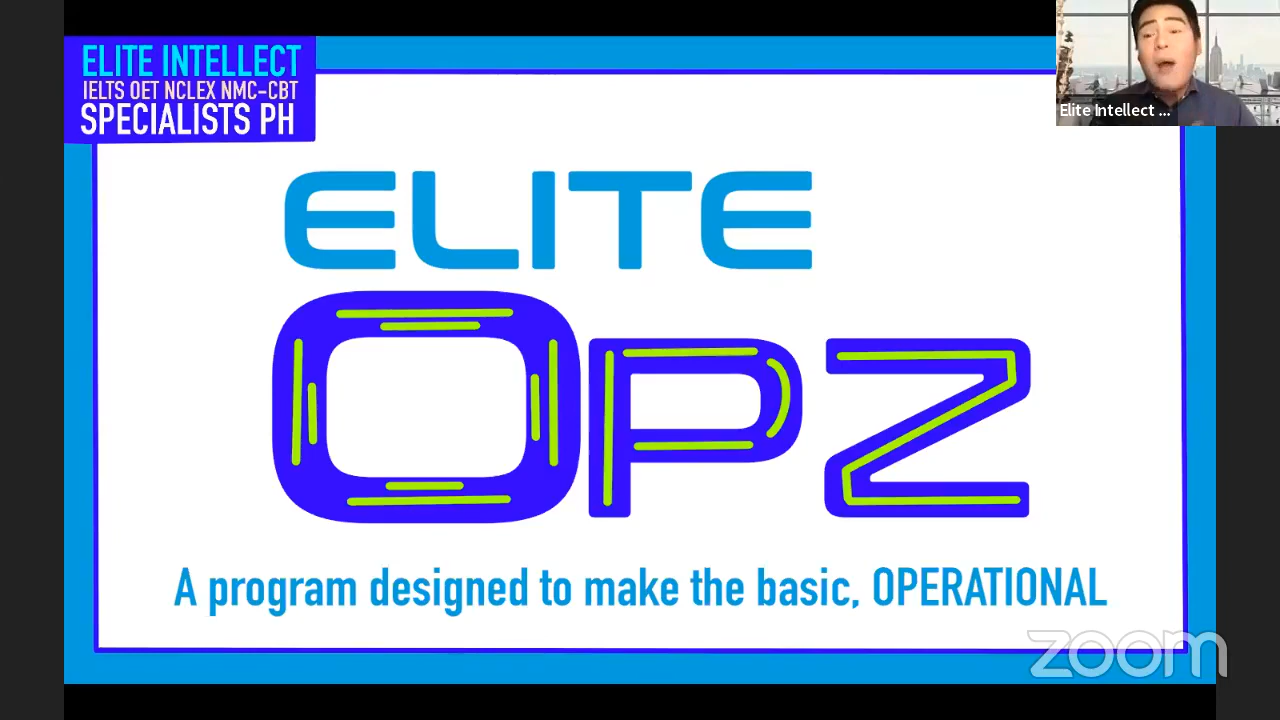 ELITE INTELLECT
IELTS OET NCLEX NMC-CBT
SPECIALISTS PH
Elite Intellect ...
ELITE
OPZ
A program designed to make the basic, OPERATIONAL
zoom